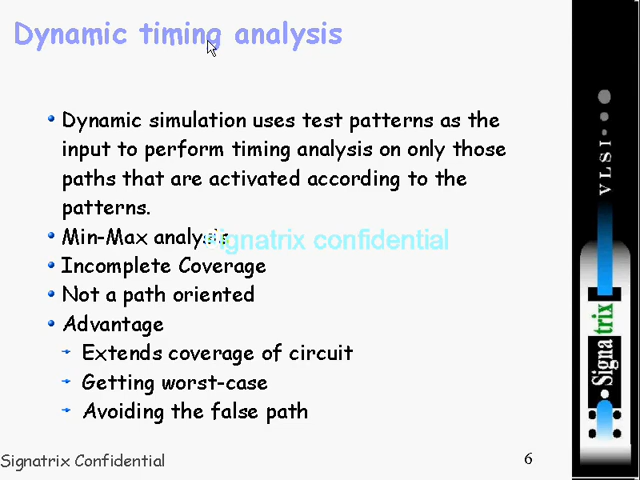 Dynamic timing analysis
Dynamic simulation uses test patterns as the
input to perform timing analysis on only those
paths that are activated according to the
patterns.
Min-Max analysis
Signatrix confidential
Incomplete Coverage
Not a path oriented
Advantage
Extends coverage of circuit
Getting worst-case
Avoiding the false path
Signatrix Confidential
6
VLSI
Signatrix